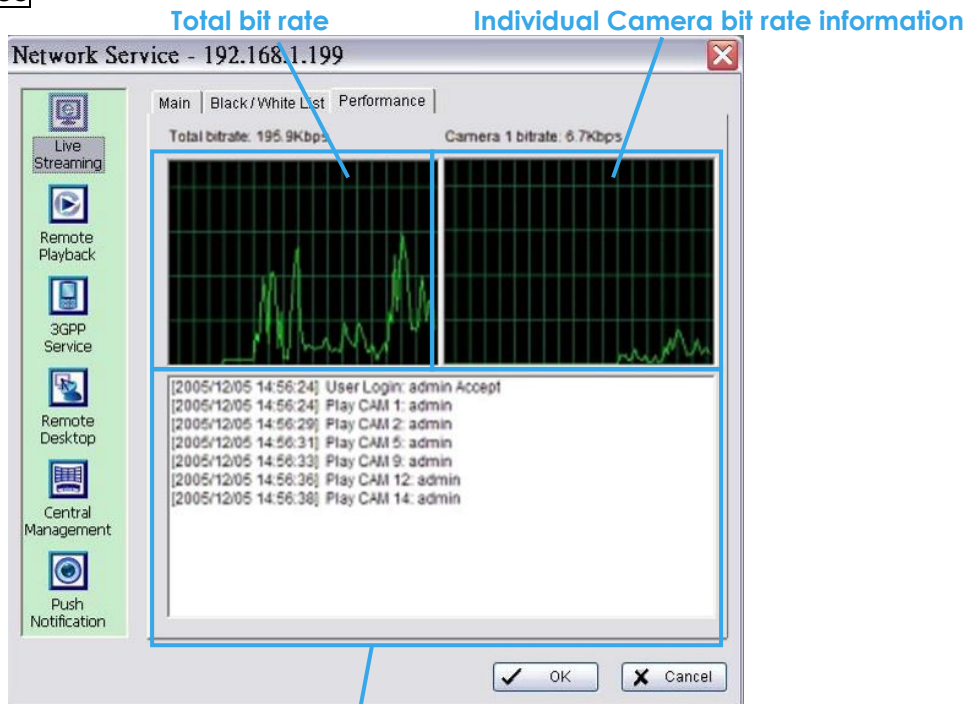 Total bit rate
Individual Camera bit rate information
Network Service - 192.168.1.199
Main
Black / White List
Performance
Total bitrate: 195.9Kbps
Camera 1 bitrate: 6.7Kbps
Live
Streaming
Remote
Playback
3GPP
Service
Remote
Desktop
Central
Management
Push
Notification
[2005/12/05 14:56:24] User Login: admin Accept
[2005/12/05 14:56:24] Play CAM 1: admin
[2005/12/05 14:56:29] Play CAM 2: admin
[2005/12/05 14:56:31] Play CAM 5: admin
[2005/12/05 14:56:33] Play CAM 9: admin
[2005/12/05 14:56:36] Play CAM 12: admin
[2005/12/05 14:56:38] Play CAM 14: admin
OK
Cancel